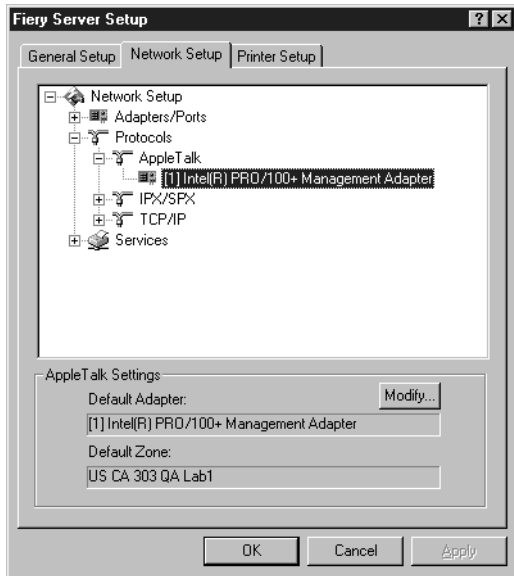 Fiery Server Setup
General Setup Network Setup Printer Setup
Network Setup
Adapters/Ports
Protocols
AppleTalk
[1] Intel(R) PRO/100+ Management Adapter
IPX/SPX
TCP/IP
Services
AppleTalk Settings
Default Adapter:
Modify...
[1] Intel(R) PRO/100+ Management Adapter
Default Zone:
US CA 303 QA Lab1
OK Cancel Apply